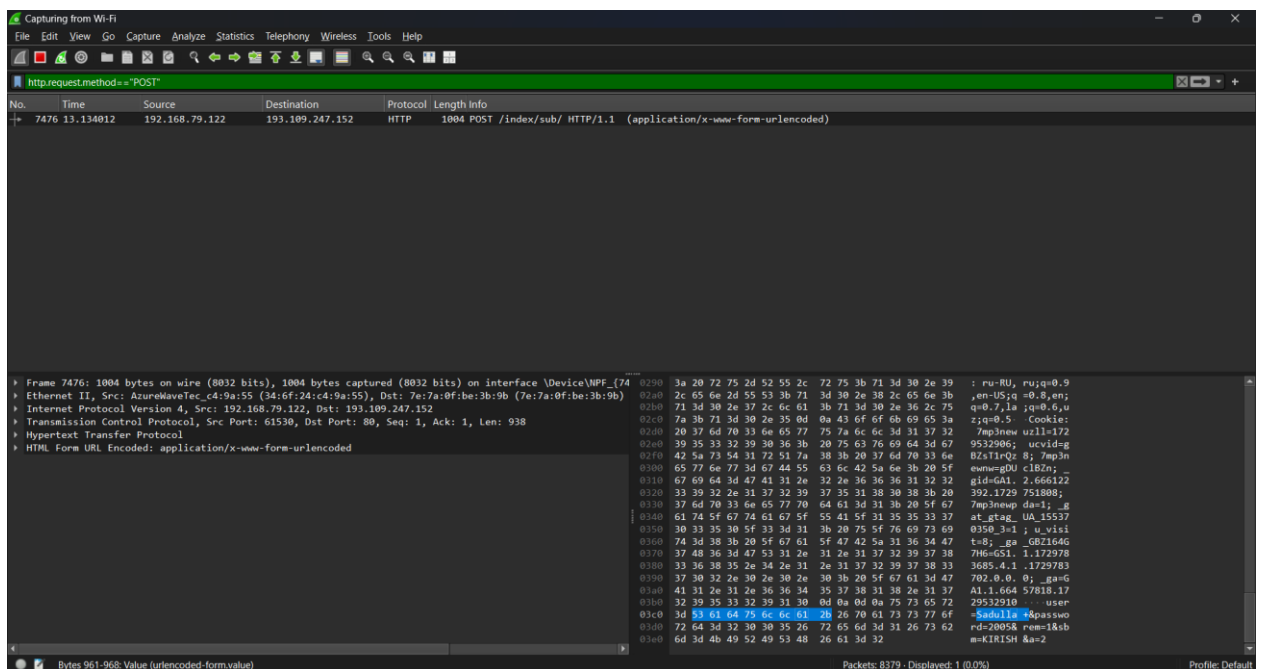 Capturing from Wi-Fi
File Edit View Go Capture Analyze Statistics Telephony Wireless Tools Help
http.request.method=="POST"
No. Time Source Destination Protocol Length Info
7476 13.134012 192.168.79.122 193.109.247.152 HTTP 1004 POST /index/sub/ HTTP/1.1 (application/x-www-form-urlencoded)
Frame 7476: 1004 bytes on wire (8032 bits), 1004 bytes captured (8032 bits) on interface \Device\NPF_{74
Ethernet II, Src: AzureWaveTec_c4:9a:55 (34:6f:24:c4:9a:55), Dst: 7e:7a:0f:be:3b:9b (7e:7a:0f:be:3b:9b)
Internet Protocol Version 4, Src: 192.168.79.122, Dst: 193.109.247.152
Transmission Control Protocol, Src Port: 61530, Dst Port: 80, Seq: 1, Ack: 1, Len: 938
Hypertext Transfer Protocol
HTML Form URL Encoded: application/x-www-form-urlencoded
0290 3a 20 72 75 2d 52 55 2c 72 75 3b 71 3d 30 2e 39 : ru-RU, ru;q=0.9
02a0 2c 65 6e 2d 55 53 3b 71 3d 30 2e 38 2c 65 6e 3b ,en-US;q =0.8,en;
02b0 71 3d 30 2e 37 2c 6c 61 3b 71 3d 30 2e 36 2c 75 q=0.7,la ;q=0.6,u
02c0 7a 3b 71 3d 30 2e 35 0d 0a 43 6f 6f 6b 69 65 3a z;q=0.5· ·Cookie:
02d0 20 37 6d 70 33 6e 65 77 75 7a 6c 6c 3d 31 37 32 7mp3new uzll=172
02e0 39 35 33 32 39 30 36 3b 20 75 63 76 69 64 3d 67 9532906; ucvid=g
02f0 42 5a 73 54 31 72 51 7a 38 3b 20 37 6d 70 33 6e BZsT1rQz 8; 7mp3n
0300 65 77 6e 77 3d 67 44 55 63 6c 42 5a 6e 3b 20 5f ewnw=gDU clBZn; _
0310 67 69 64 3d 47 41 31 2e 32 2e 36 36 36 31 32 32 gid=GA1. 2.666122
0320 33 39 32 2e 31 37 32 39 37 35 31 38 30 38 3b 20 392.1729 751808;
0330 37 6d 70 33 6e 65 77 70 64 61 3d 31 3b 20 5f 67 7mp3newp da=1; _g
0340 61 74 5f 67 74 61 67 5f 55 41 5f 31 35 35 33 37 at_gtag_ UA_15537
0350 30 33 35 30 5f 33 3d 31 3b 20 75 5f 76 69 73 69 0350_3=1 ; u_visi
0360 74 3d 38 3b 20 5f 67 61 5f 47 42 5a 31 36 34 47 t=8; _ga _GBZ164G
0370 37 48 36 3d 47 53 31 2e 31 2e 31 37 32 39 37 38 7H6=GS1. 1.172978
0380 33 36 38 35 2e 34 2e 31 2e 31 37 32 39 37 38 33 3685.4.1 .1729783
0390 37 30 32 2e 30 2e 30 2e 30 3b 20 5f 67 61 3d 47 702.0.0. 0; _ga=G
03a0 41 31 2e 31 2e 36 36 34 35 37 38 31 38 2e 31 37 A1.1.664 57818.17
03b0 32 39 35 33 32 39 31 30 0d 0a 0d 0a 75 73 65 72 29532910 ····user
03c0 3d 53 61 64 75 6c 6c 61 2b 26 70 61 73 73 77 6f =Sadulla +&passwo
03d0 72 64 3d 32 30 30 35 26 72 65 6d 3d 31 26 73 62 rd=2005& rem=1&sb
03e0 6d 3d 4b 49 52 49 53 48 26 61 3d 32 m=KIRISH &a=2
Bytes 961-968: Value (urlencoded-form.value) Packets: 8379 · Displayed: 1 (0.0%) Profile: Default